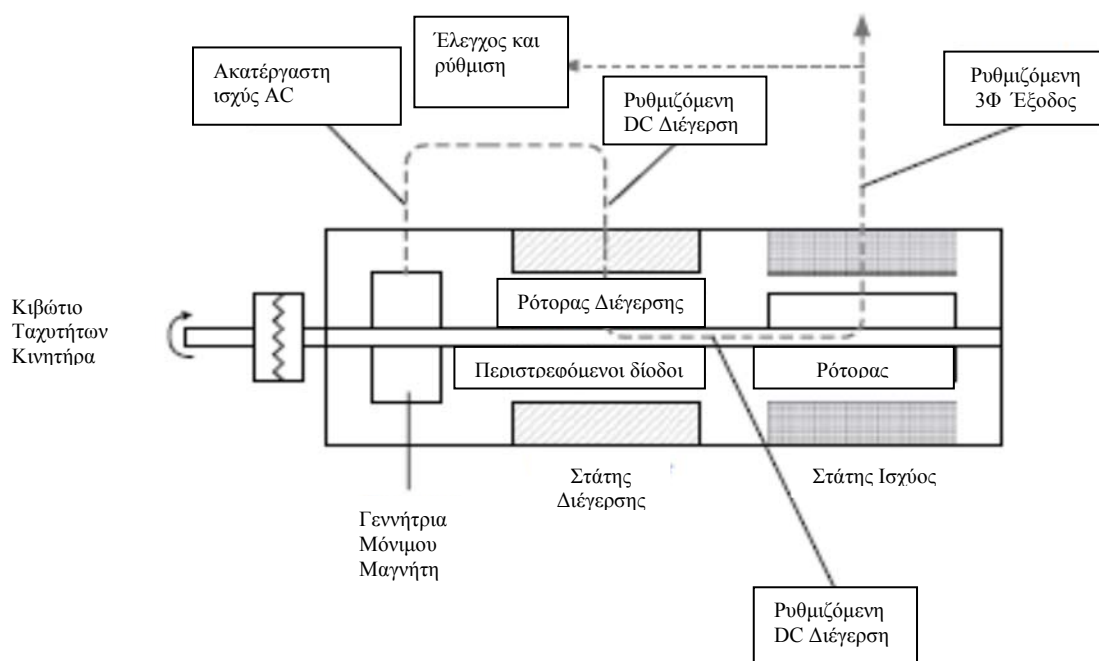 Έλεγχος και
ρύθμιση
Ακατέργαστη
ισχύς AC
Ρυθμιζόμενη
DC Διέγερση
Ρυθμιζόμενη
3Φ Έξοδος
Κιβώτιο
Ταχυτήτων
Κινητήρα
Ρότορας Διέγερσης
Περιστρεφόμενοι δίοδοι
Ρότορας
Στάτης
Διέγερσης
Στάτης Ισχύος
Γεννήτρια
Μόνιμου
Μαγνήτη
Ρυθμιζόμενη
DC Διέγερση